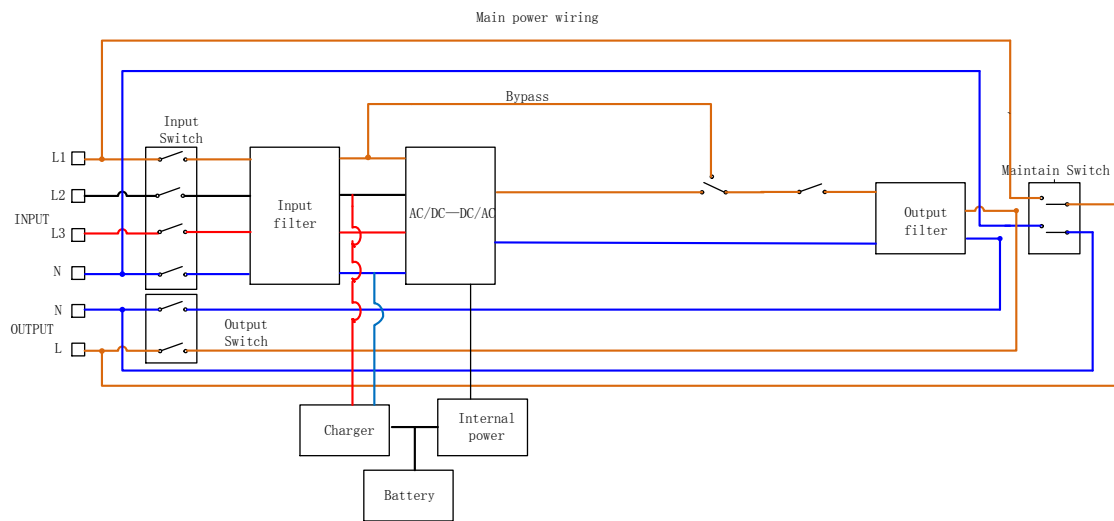 Main power wiring
Bypass
Input
Switch
L1
L2
INPUT
L3
N
N
OUTPUT
L
Input
filter
AC/DC—DC/AC
Output
filter
Maintain Switch
Output
Switch
Charger
Internal
power
Battery